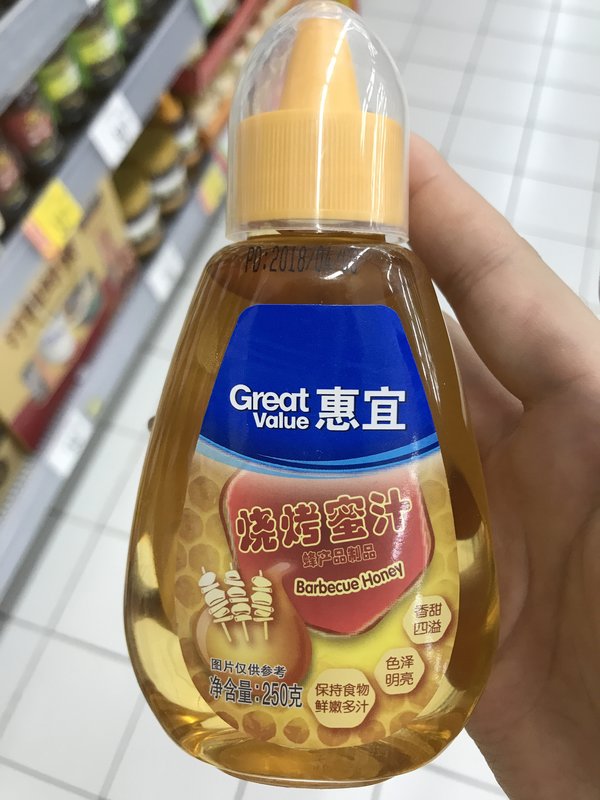 PD:2018/0
Great
Value
惠宜
烧烤蜜汁
蜂产品制品
Barbecue Honey
香甜
四溢
色泽
明亮
保持食物
鲜嫩多汁
图片仅供参考
净含量:250克